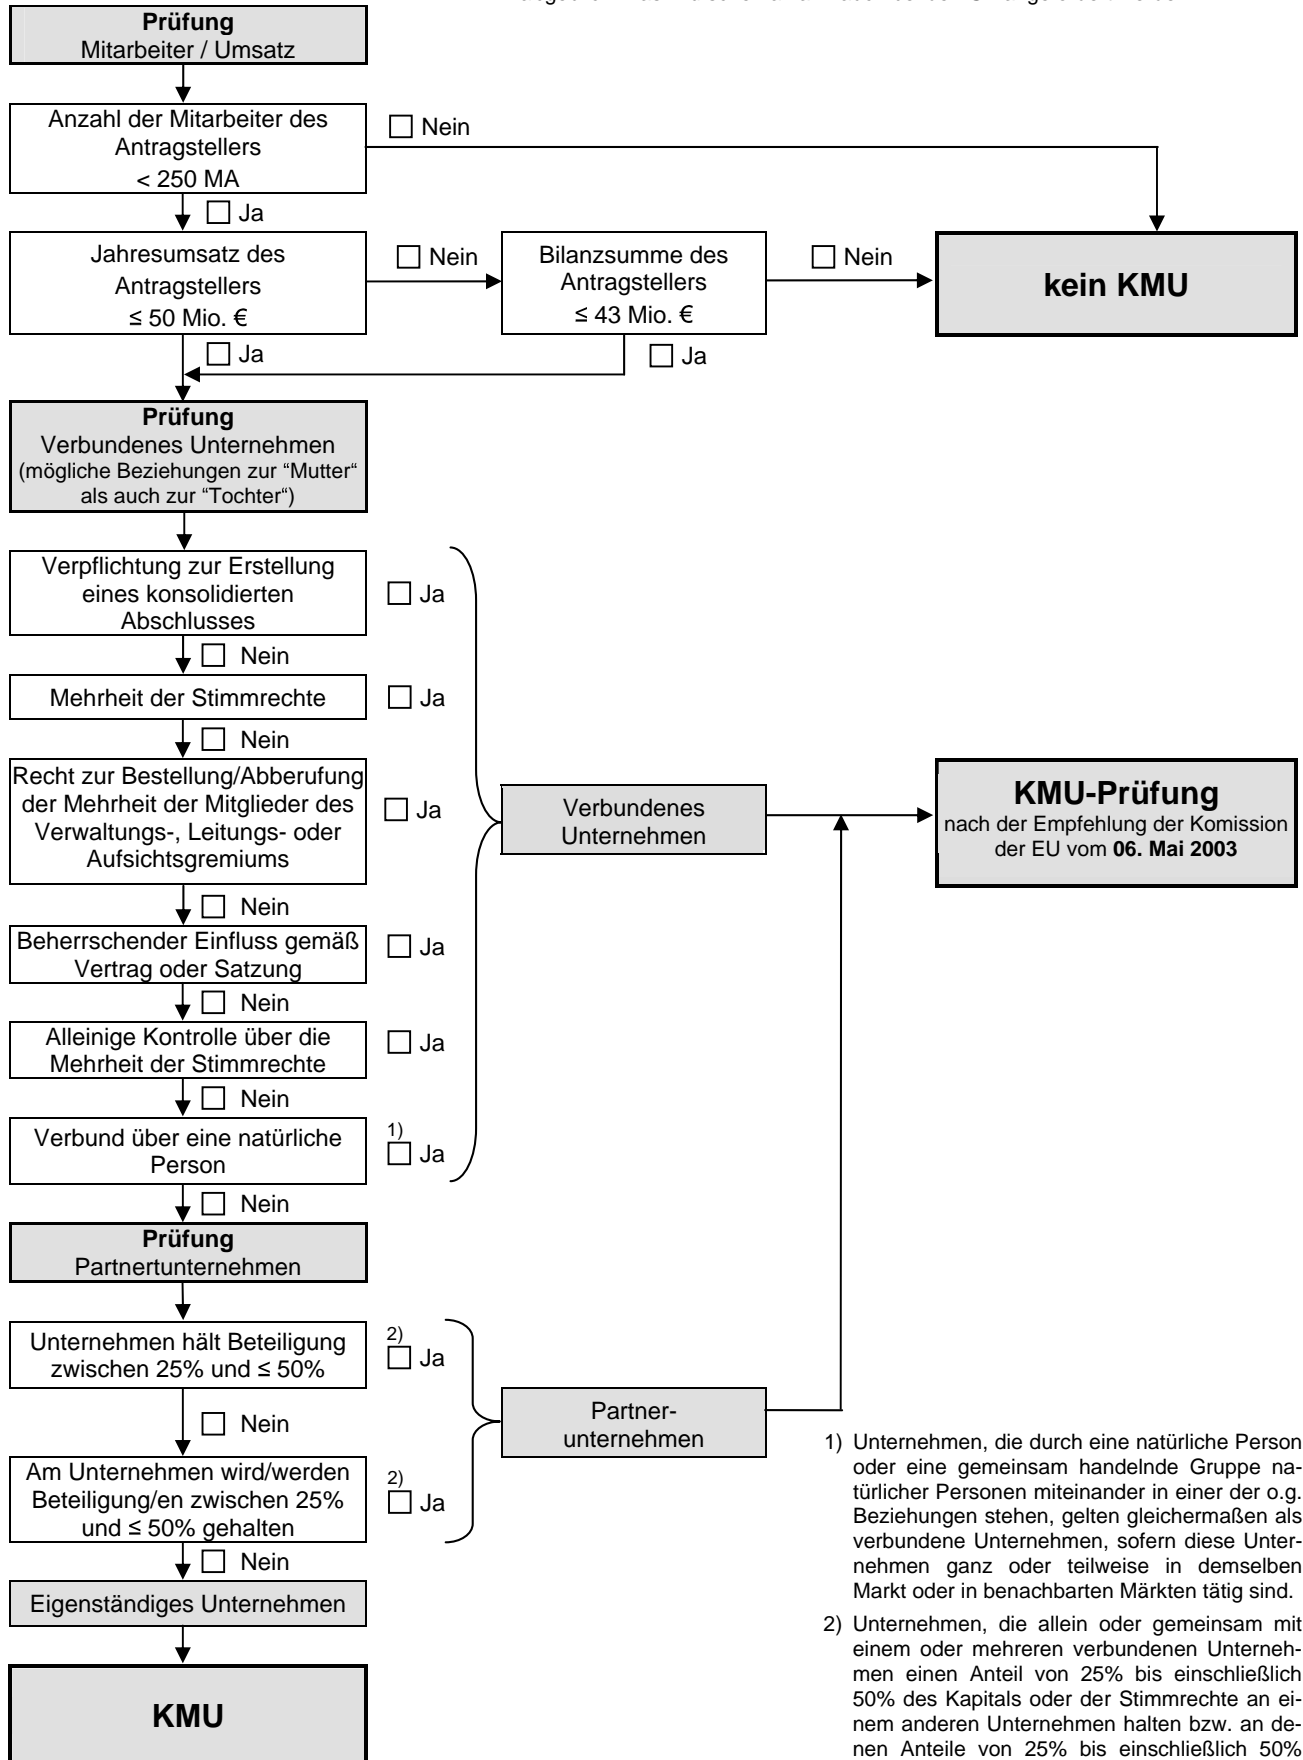 Prüfung
Mitarbeiter / Umsatz
Anzahl der Mitarbeiter des
Antragstellers
< 250 MA
Nein
Ja
Jahresumsatz des
Antragstellers
≤ 50 Mio. €
Nein
Bilanzsumme des
Antragstellers
≤ 43 Mio. €
Nein
kein KMU
Ja
Ja
Prüfung
Verbundenes Unternehmen
(mögliche Beziehungen zur “Mutter“
als auch zur “Tochter“)
Verpflichtung zur Erstellung
eines konsolidierten
Abschlusses
Ja
Nein
Mehrheit der Stimmrechte
Ja
Nein
Recht zur Bestellung/Abberufung
der Mehrheit der Mitglieder des
Verwaltungs-, Leitungs- oder
Aufsichtsgremiums
Ja
Verbundenes
Unternehmen
KMU-Prüfung
nach der Empfehlung der Komission
der EU vom 06. Mai 2003
Nein
Beherrschender Einfluss gemäß
Vertrag oder Satzung
Ja
Nein
Alleinige Kontrolle über die
Mehrheit der Stimmrechte
Ja
Nein
Verbund über eine natürliche
Person
1)
Ja
Nein
Prüfung
Partnertunternehmen
Unternehmen hält Beteiligung
zwischen 25% und ≤ 50%
2)
Ja
Nein
Partner-
unternehmen
Am Unternehmen wird/werden
Beteiligung/en zwischen 25%
und ≤ 50% gehalten
2)
Ja
Nein
Eigenständiges Unternehmen
KMU
1) Unternehmen, die durch eine natürliche Person
oder eine gemeinsam handelnde Gruppe na-
türlicher Personen miteinander in einer der o.g.
Beziehungen stehen, gelten gleichermaßen als
verbundene Unternehmen, sofern diese Unter-
nehmen ganz oder teilweise in demselben
Markt oder in benachbarten Märkten tätig sind.
2) Unternehmen, die allein oder gemeinsam mit
einem oder mehreren verbundenen Unterneh-
men einen Anteil von 25% bis einschließlich
50% des Kapitals oder der Stimmrechte an ei-
nem anderen Unternehmen halten bzw. an de-
nen Anteile von 25% bis einschließlich 50%